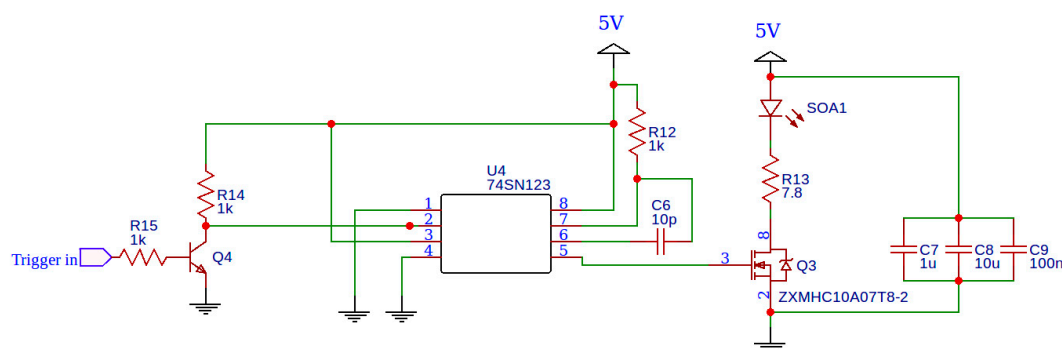 5V
5V
SOA1
R12
1k
U4
74SN123
R14
1k
R13
7.8
1
2
3
4
8
7
6
5
C6
10p
R15
1k
Trigger in
Q4
8
3
Q3
2
ZXMHC10A07T8-2
C7
1u
C8
10u
C9
100n